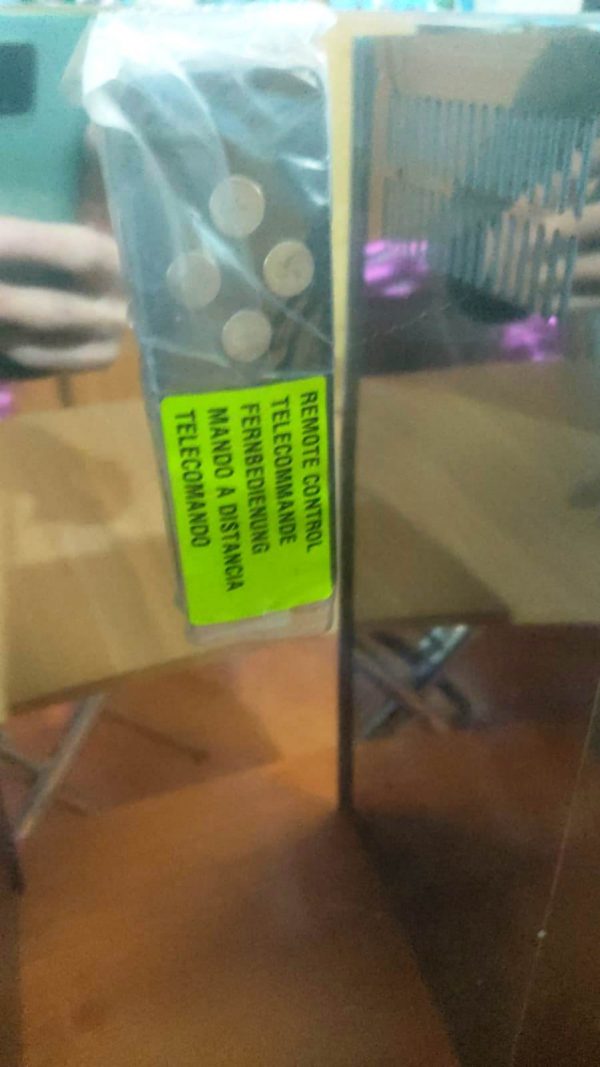 REMOTE CONTROL
TELECOMMANDE
FERNBEDIENUNG
MANDO A DISTANCIA
TELECOMANDO